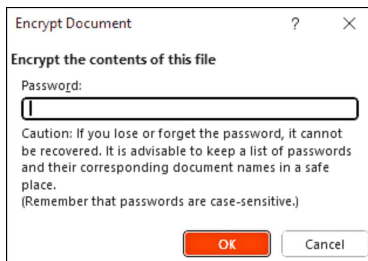 Encrypt Document ? ×
Encrypt the contents of this file
Password:
Caution: If you lose or forget the password, it cannot
be recovered. It is advisable to keep a list of passwords
and their corresponding document names in a safe
place.
(Remember that passwords are case-sensitive.)
OK Cancel